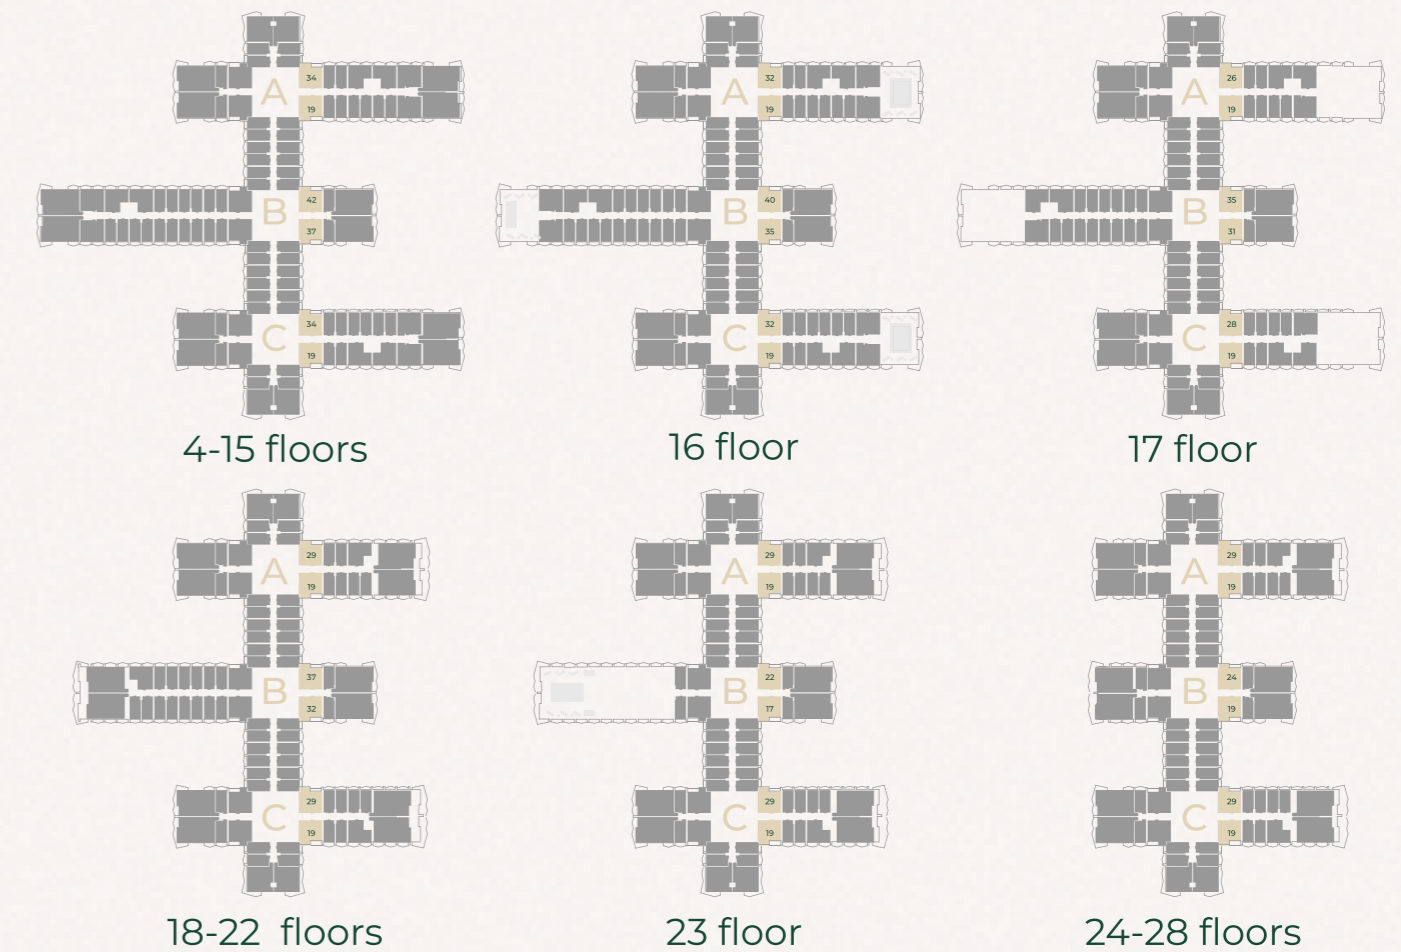 34 32 26
A A A
19 19 19
42 40 35
B B B
37 35 31
34 32 28
C C C
19 19 19
4-15 floors 16 floor 17 floor
29 29 29
A A A
19 19 19
37 22 24
B B B
32 17 19
29 29 29
C C C
19 19 19
18-22 floors 23 floor 24-28 floors